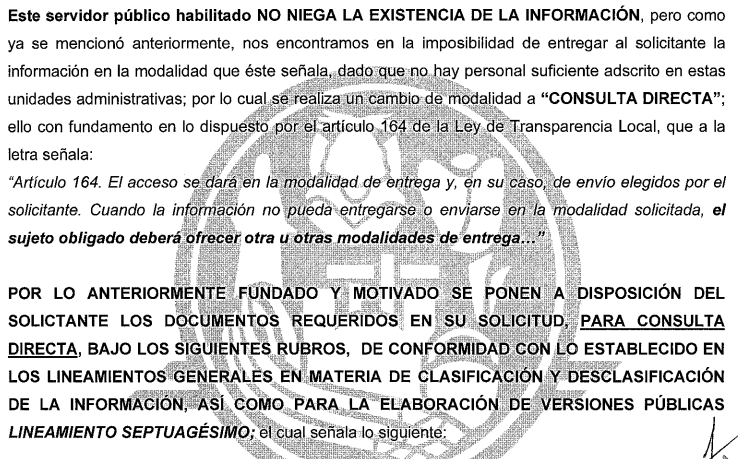 Este servidor público habilitado NO NIEGA LA EXISTENCIA DE LA INFORMACIÓN, pero como
ya se mencionó anteriormente, nos encontramos en la imposibilidad de entregar al solicitante la
información en la modalidad que éste señala, dado que no hay personal suficiente adscrito en estas
unidades administrativas; por lo cual se realiza un cambio de modalidad a “CONSULTA DIRECTA”;
ello con fundamento en lo dispuesto por el artículo 164 de la Ley de Transparencia Local, que a la
letra señala:
“Artículo 164. El acceso se dará en la modalidad de entrega y, en su caso, de envío elegidos por el
solicitante. Cuando la información no pueda entregarse o enviarse en la modalidad solicitada, el
sujeto obligado deberá ofrecer otra u otras modalidades de entrega…”
POR LO ANTERIORMENTE FUNDADO Y MOTIVADO SE PONEN A DISPOSICIÓN DEL
SOLICTANTE LOS DOCUMENTOS REQUERIDOS EN SU SOLICITUD, PARA CONSULTA
DIRECTA, BAJO LOS SIGUIENTES RUBROS, DE CONFORMIDAD CON LO ESTABLECIDO EN
LOS LINEAMIENTOS GENERALES EN MATERIA DE CLASIFICACIÓN Y DESCLASIFICACIÓN
DE LA INFORMACIÓN, ASÍ COMO PARA LA ELABORACIÓN DE VERSIONES PÚBLICAS
LINEAMIENTO SEPTUAGÉSIMO; el cual señala lo siguiente: